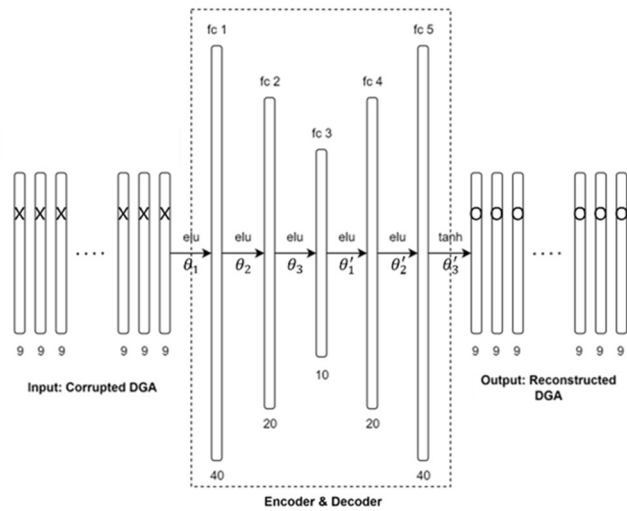 fc 1
fc 5
fc 2
fc 4
fc 3
X X X
X X X
O O O
O O O
elu
elu
elu
elu
elu
tanh
....
....
θ₁
θ₂
θ₃
θ′₁
θ′₂
θ′₃
9 9 9
9 9 9
9 9 9
9 9 9
10
Input: Corrupted DGA
Output: Reconstructed
DGA
20
20
40
40
Encoder & Decoder